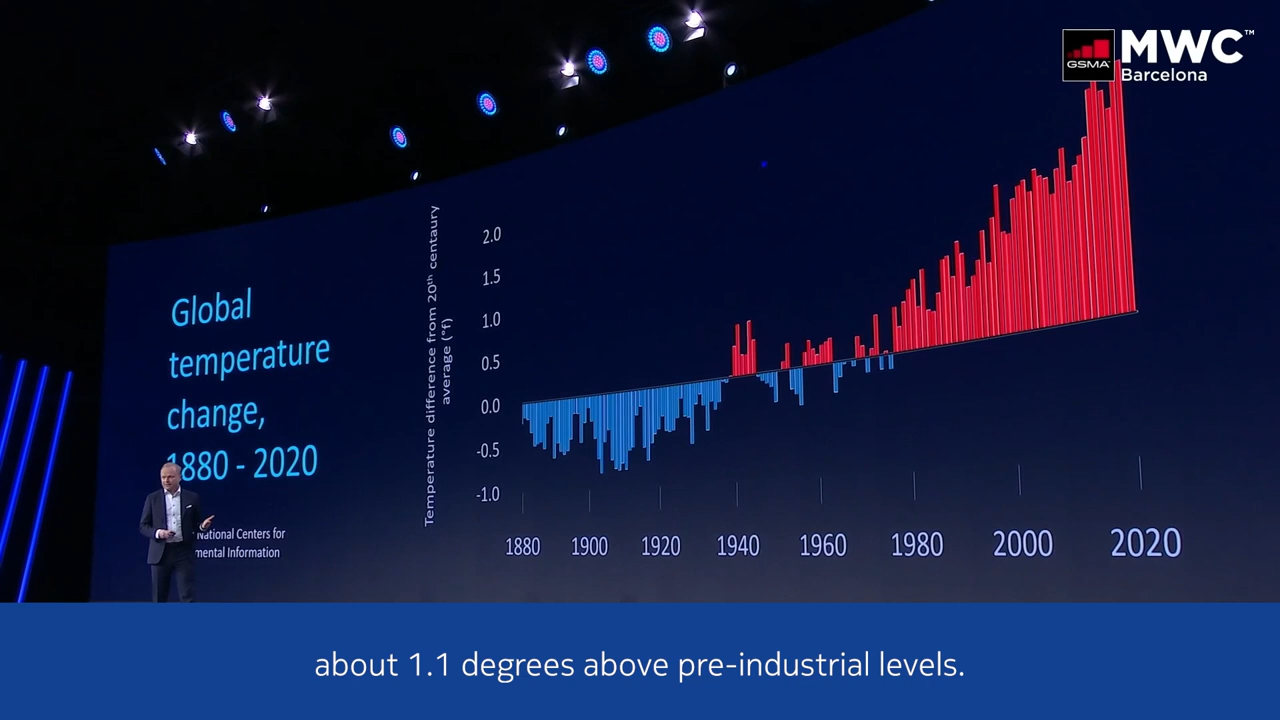 GSMA
MWC™
Barcelona
Global
temperature
change,
1880 - 2020
National Centers for
mental Information
Temperature difference from 20th centaury
average (°f)
2.0
1.5
1.0
0.5
0.0
-0.5
-1.0
1880 1900 1920 1940 1960 1980 2000 2020
about 1.1 degrees above pre-industrial levels.